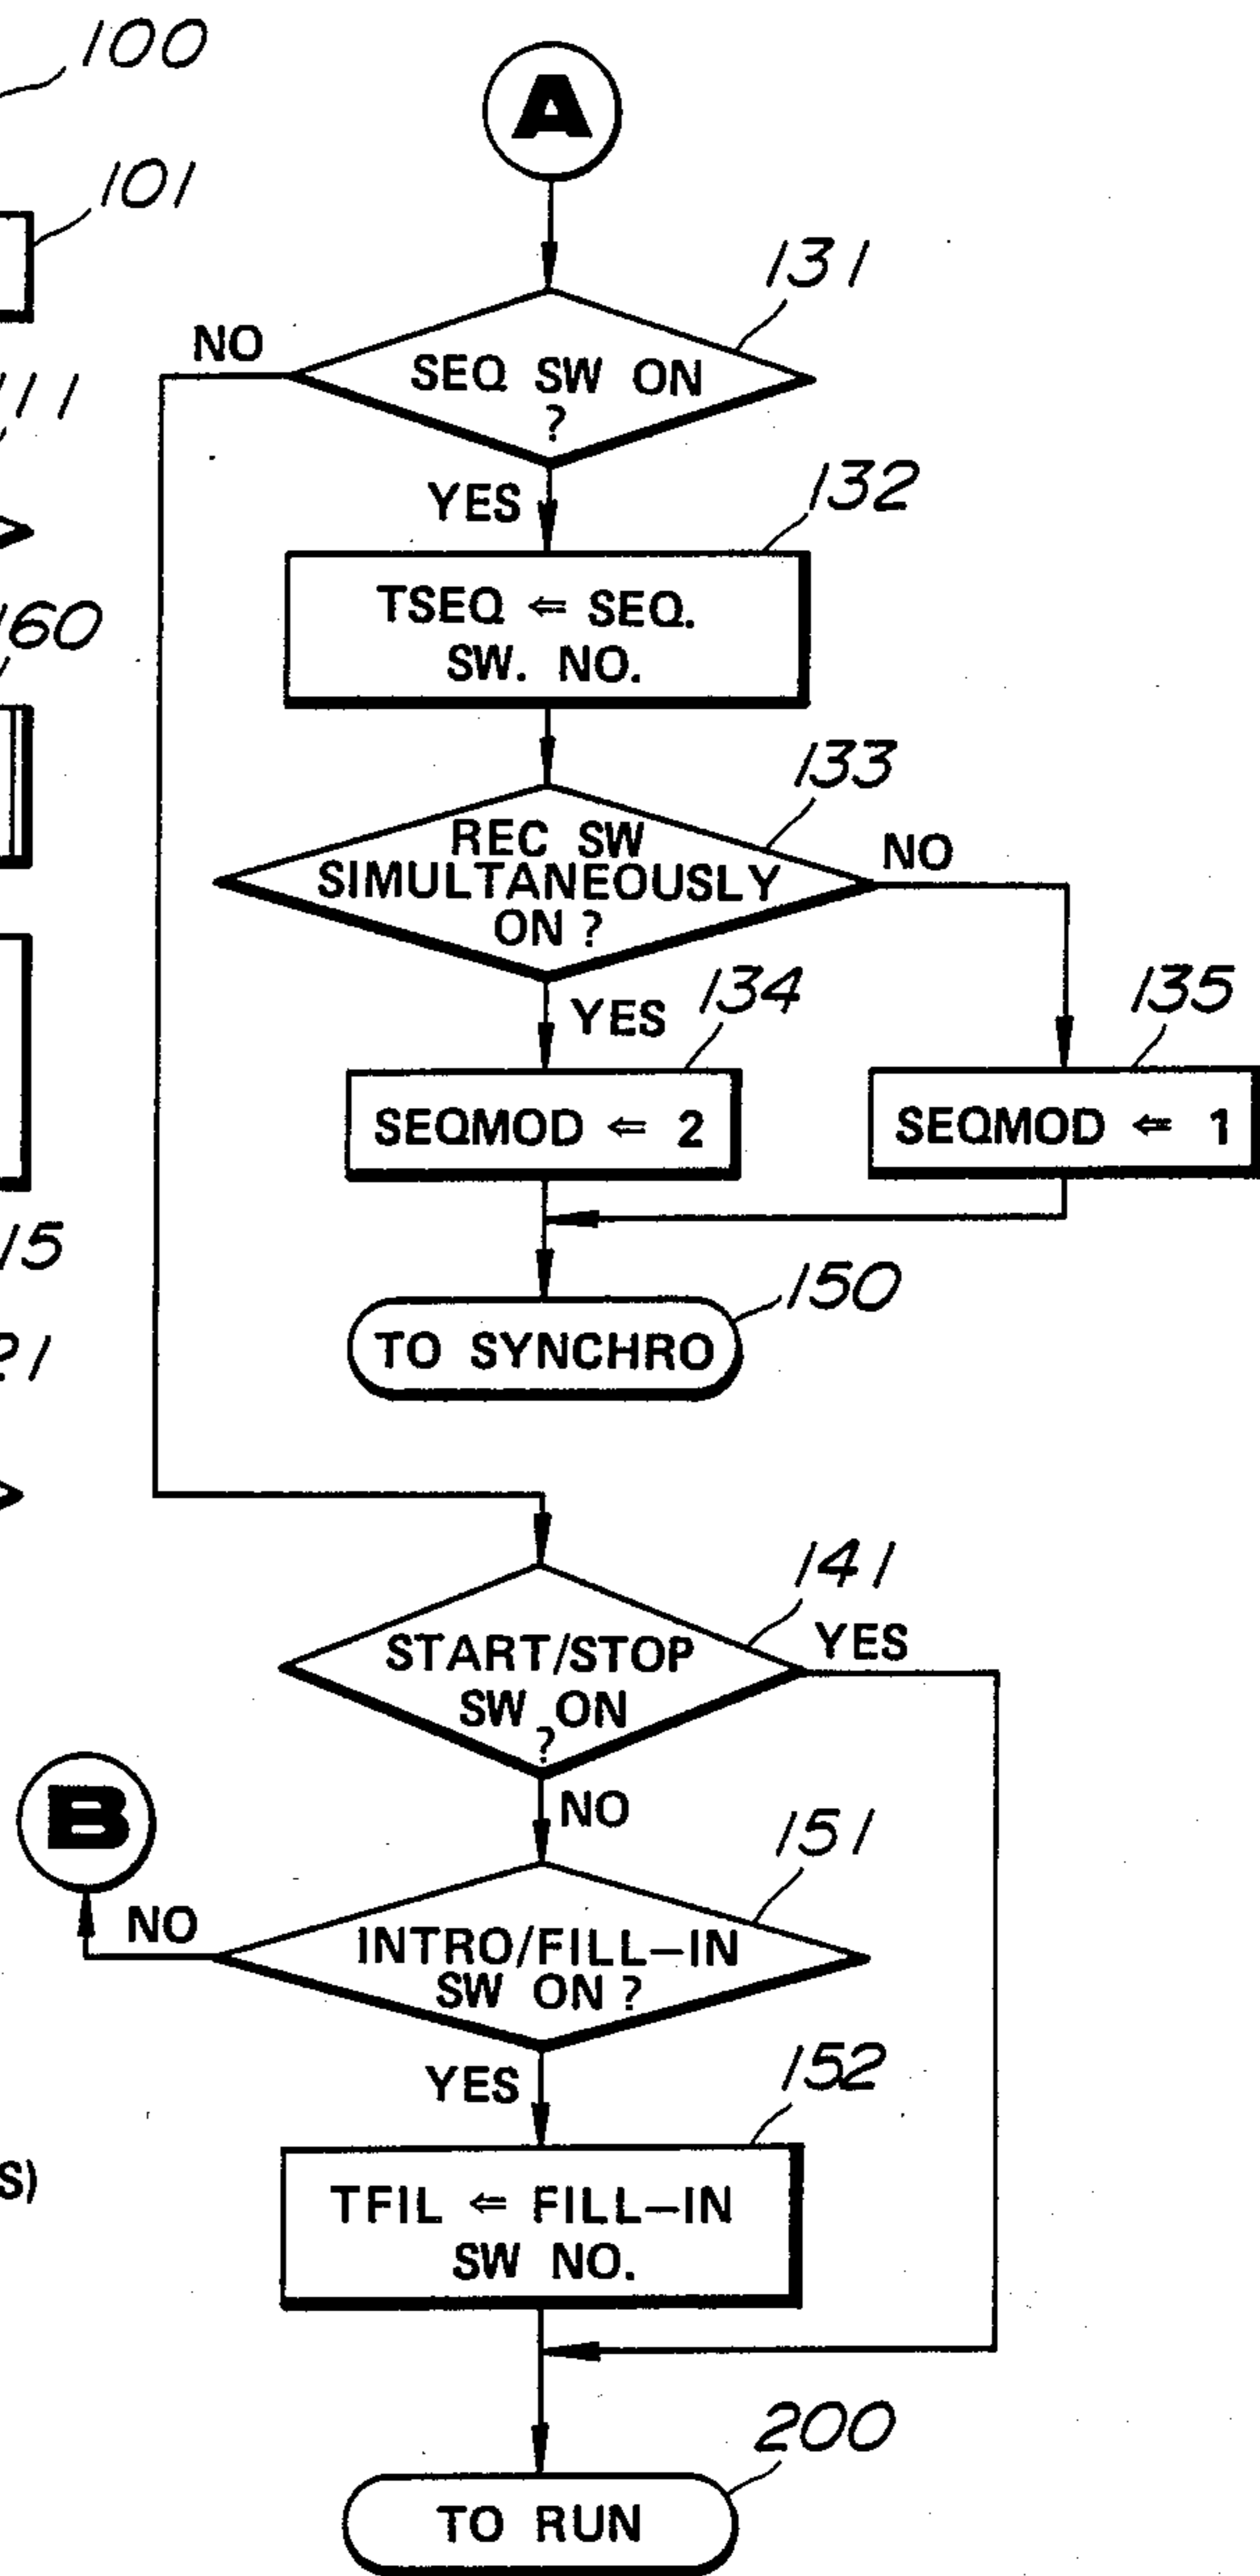 100
A
101
131
NO
SEQ SW ON
?
YES
132
TSEQ ⇐ SEQ.
SW. NO.
160
133
REC SW
SIMULTANEOUSLY
ON ?
NO
YES
134
135
SEQMOD ⇐ 2
SEQMOD ⇐ 1
150
TO SYNCHRO
141
START/STOP
SW ON
?
YES
NO
B
151
NO
INTRO/FILL-IN
SW ON ?
YES
152
TFIL ⇐ FILL-IN
SW NO.
200
TO RUN